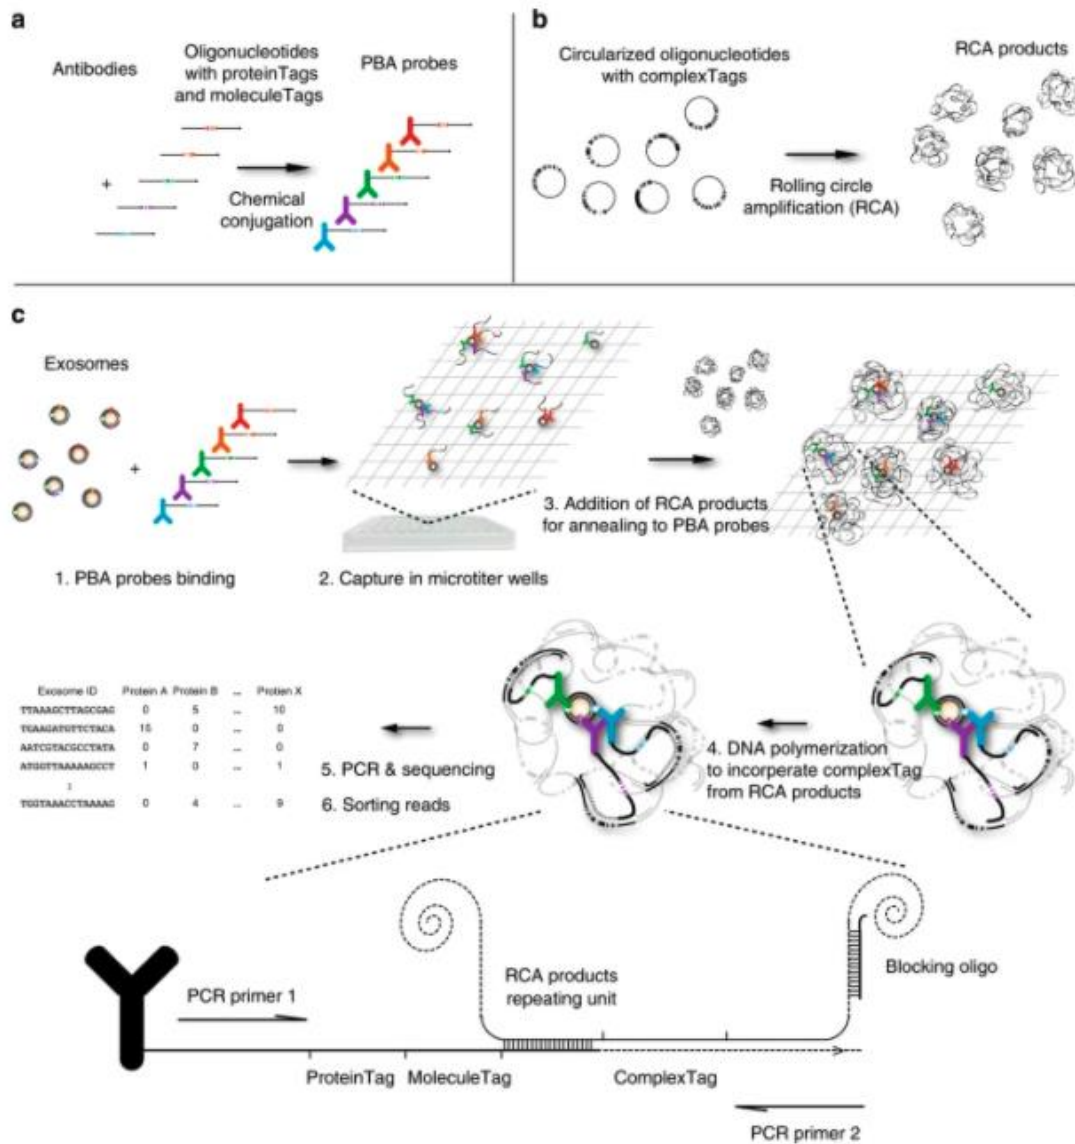 a
Antibodies
Oligonucleotides
with proteinTags
and moleculeTags
PBA probes
+
Chemical
conjugation
b
Circularized oligonucleotides
with complexTags
RCA products
Rolling circle
amplification (RCA)
c
Exosomes
+
1. PBA probes binding
2. Capture in microtiter wells
3. Addition of RCA products
for annealing to PBA probes
4. DNA polymerization
to incorperate complexTag
from RCA products
5. PCR & sequencing
6. Sorting reads
Exosome ID Protein A Protein B ... Protien X
TTAAAGCTTAGCGAG 0 5 ... 10
TGAAGATGTTCTACA 15 0 ... 0
AATCGTACGCCTATA 0 7 ... 0
ATGGTTAAAAAGCCT 1 0 ... 1
:
TGGTAAACCTAAAAG 0 4 ... 9
PCR primer 1
RCA products
repeating unit
Blocking oligo
ProteinTag MoleculeTag ComplexTag
PCR primer 2